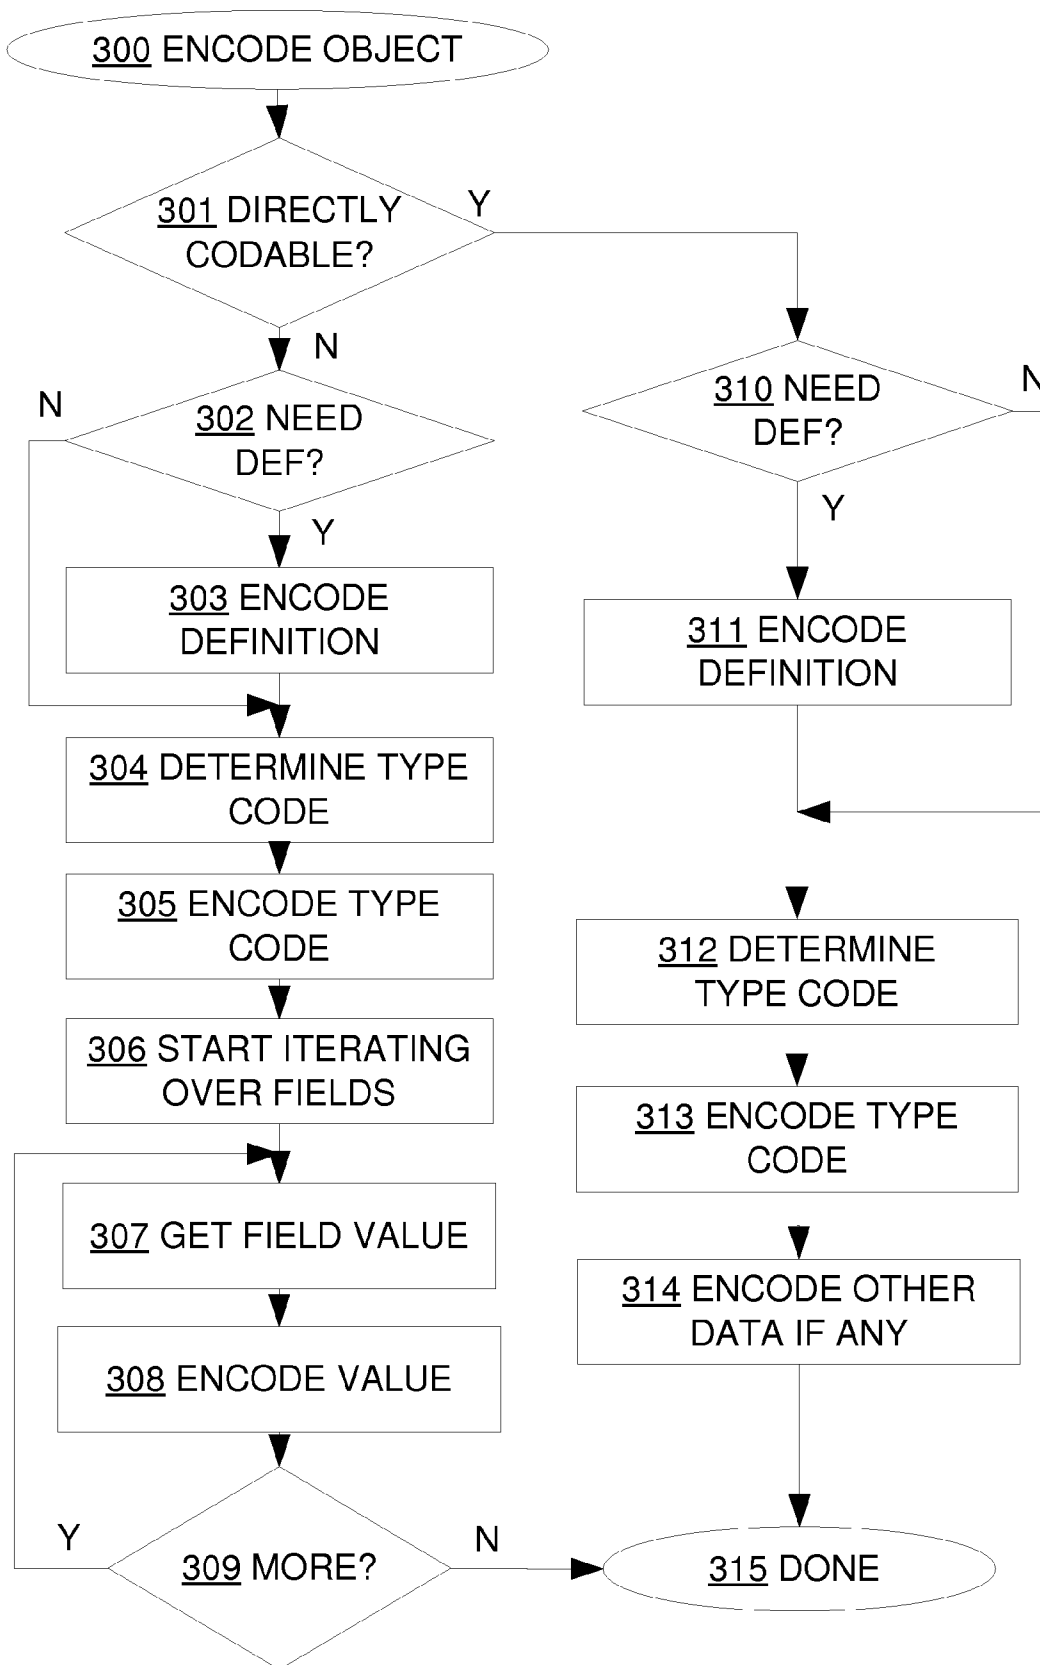 300 ENCODE OBJECT
301 DIRECTLY
CODABLE?
Y
N
N
302 NEED
DEF?
Y
303 ENCODE
DEFINITION
304 DETERMINE TYPE
CODE
305 ENCODE TYPE
CODE
306 START ITERATING
OVER FIELDS
307 GET FIELD VALUE
308 ENCODE VALUE
Y
309 MORE?
N
310 NEED
DEF?
N
Y
311 ENCODE
DEFINITION
312 DETERMINE
TYPE CODE
313 ENCODE TYPE
CODE
314 ENCODE OTHER
DATA IF ANY
315 DONE